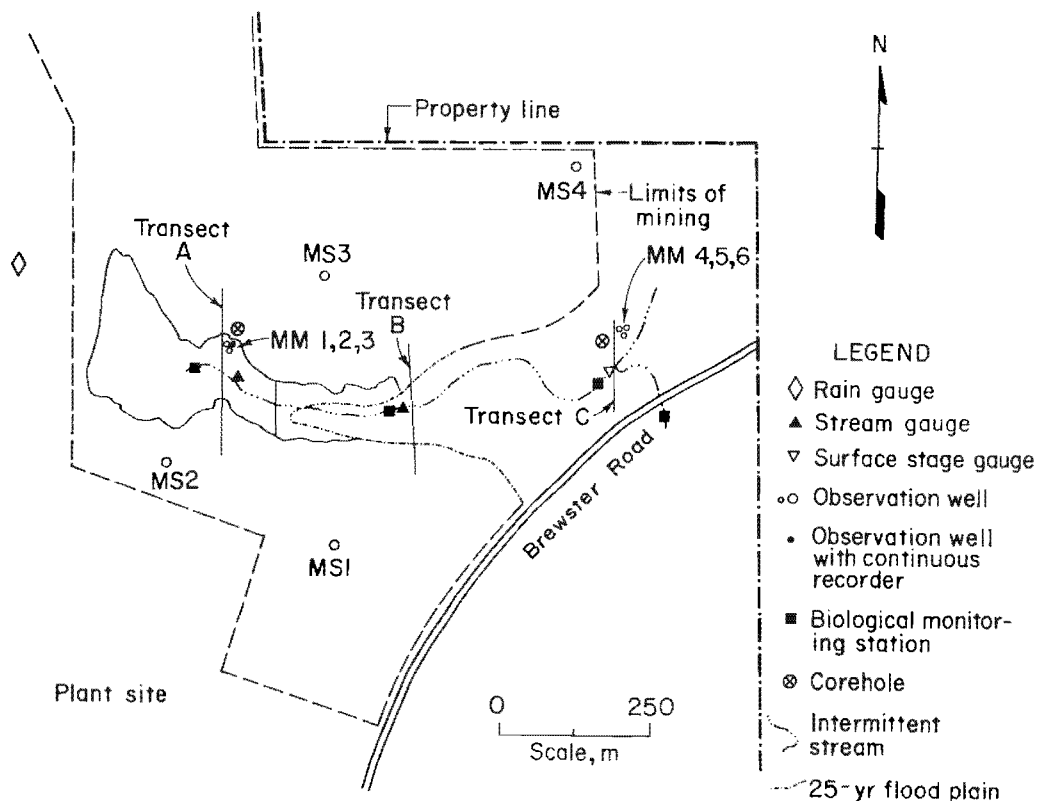 N
Property line
MS4
Limits of
mining
Transect
A
MS3
MM 4,5,6
Transect
B
MM 1,2,3
Transect C
MS2
Brewster Road
MS1
Plant site
0 250
Scale, m
LEGEND
Rain gauge
Stream gauge
Surface stage gauge
Observation well
Observation well
with continuous
recorder
Biological monitor-
ing station
Corehole
Intermittent
stream
25-yr flood plain